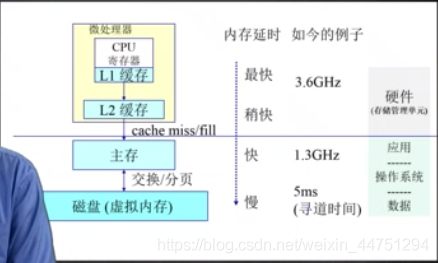 微处理器
CPU
寄存器
L1 缓存
L2 缓存
cache miss/fill
主存
交换/分页
磁盘 (虚拟内存)
内存延时 如今的例子
最快
3.6GHz
稍快
快 1.3GHz
慢
5ms
(寻道时间)
硬件
(存储管理单元)
应用
------
操作系统
------
数据
https://blog.csdn.net/weixin_44751294